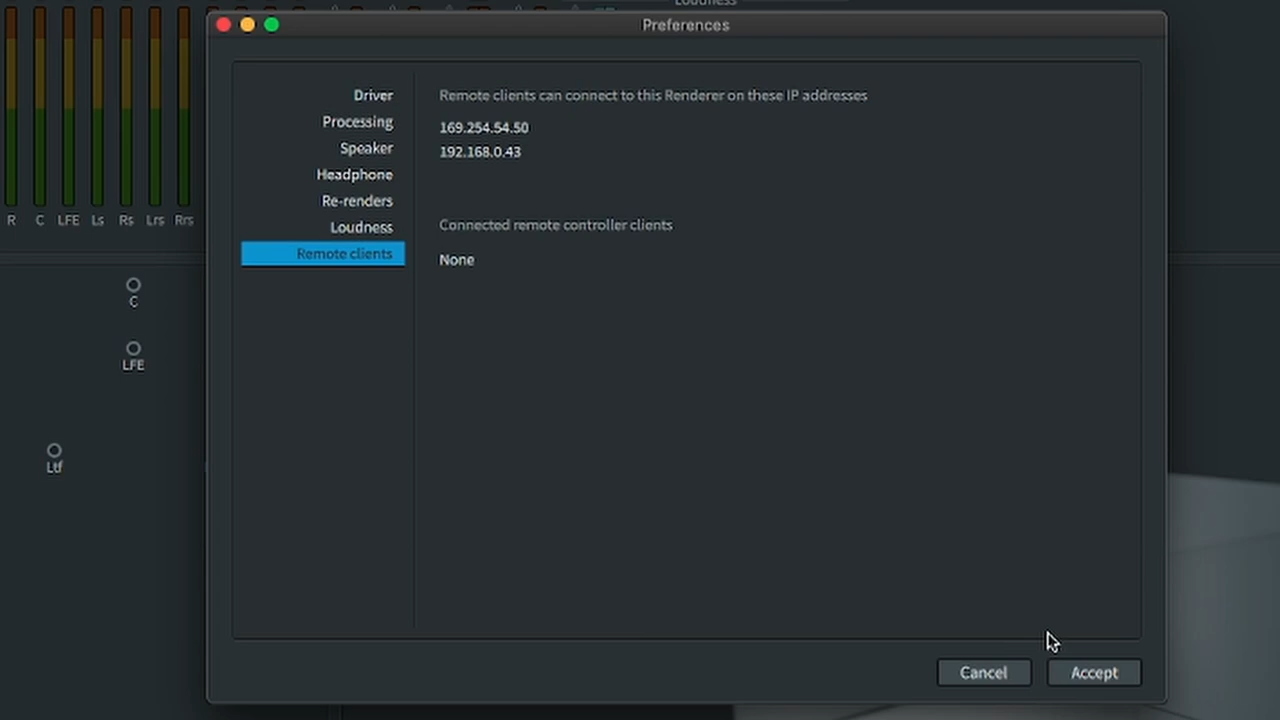 Loudness
Preferences
Driver
Processing
Speaker
Headphone
Re-renders
Loudness
Remote clients
Remote clients can connect to this Renderer on these IP addresses
169.254.54.50
192.168.0.43
Connected remote controller clients
None
R C LFE Ls Rs Lrs Rrs
C
LFE
Ltf
Cancel
Accept